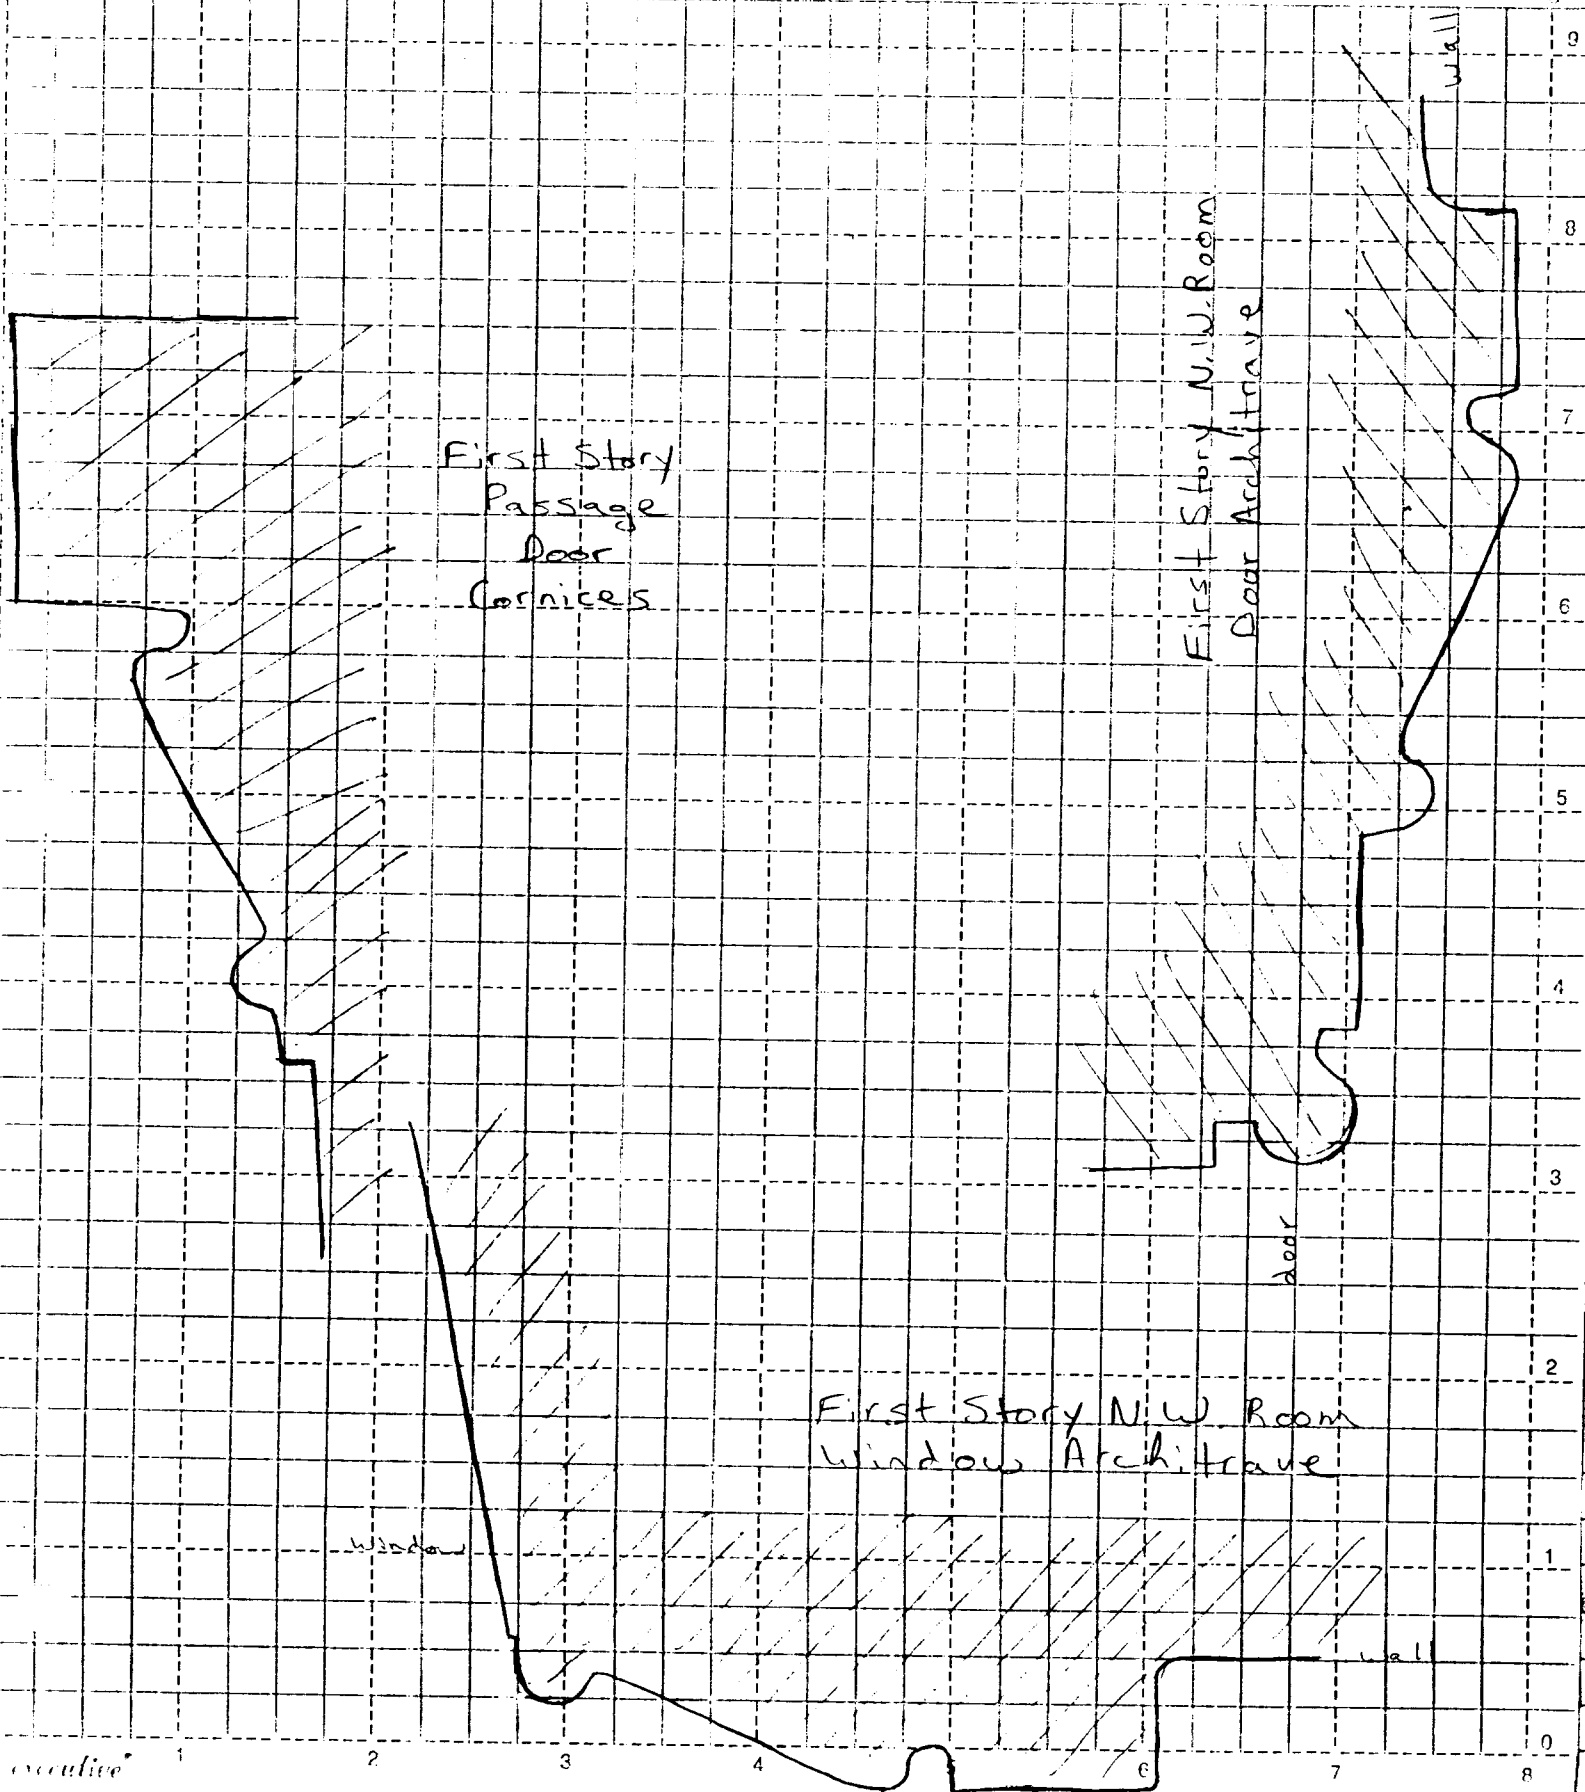 First Story
Passage
Door
Cornices
First Story N.W. Room
Door Architrave
wall
door
First Story N.W. Room
Window Architrave
window
wall
9
8
7
6
5
4
3
2
1
0
1
2
3
4
5
6
7
8
executive